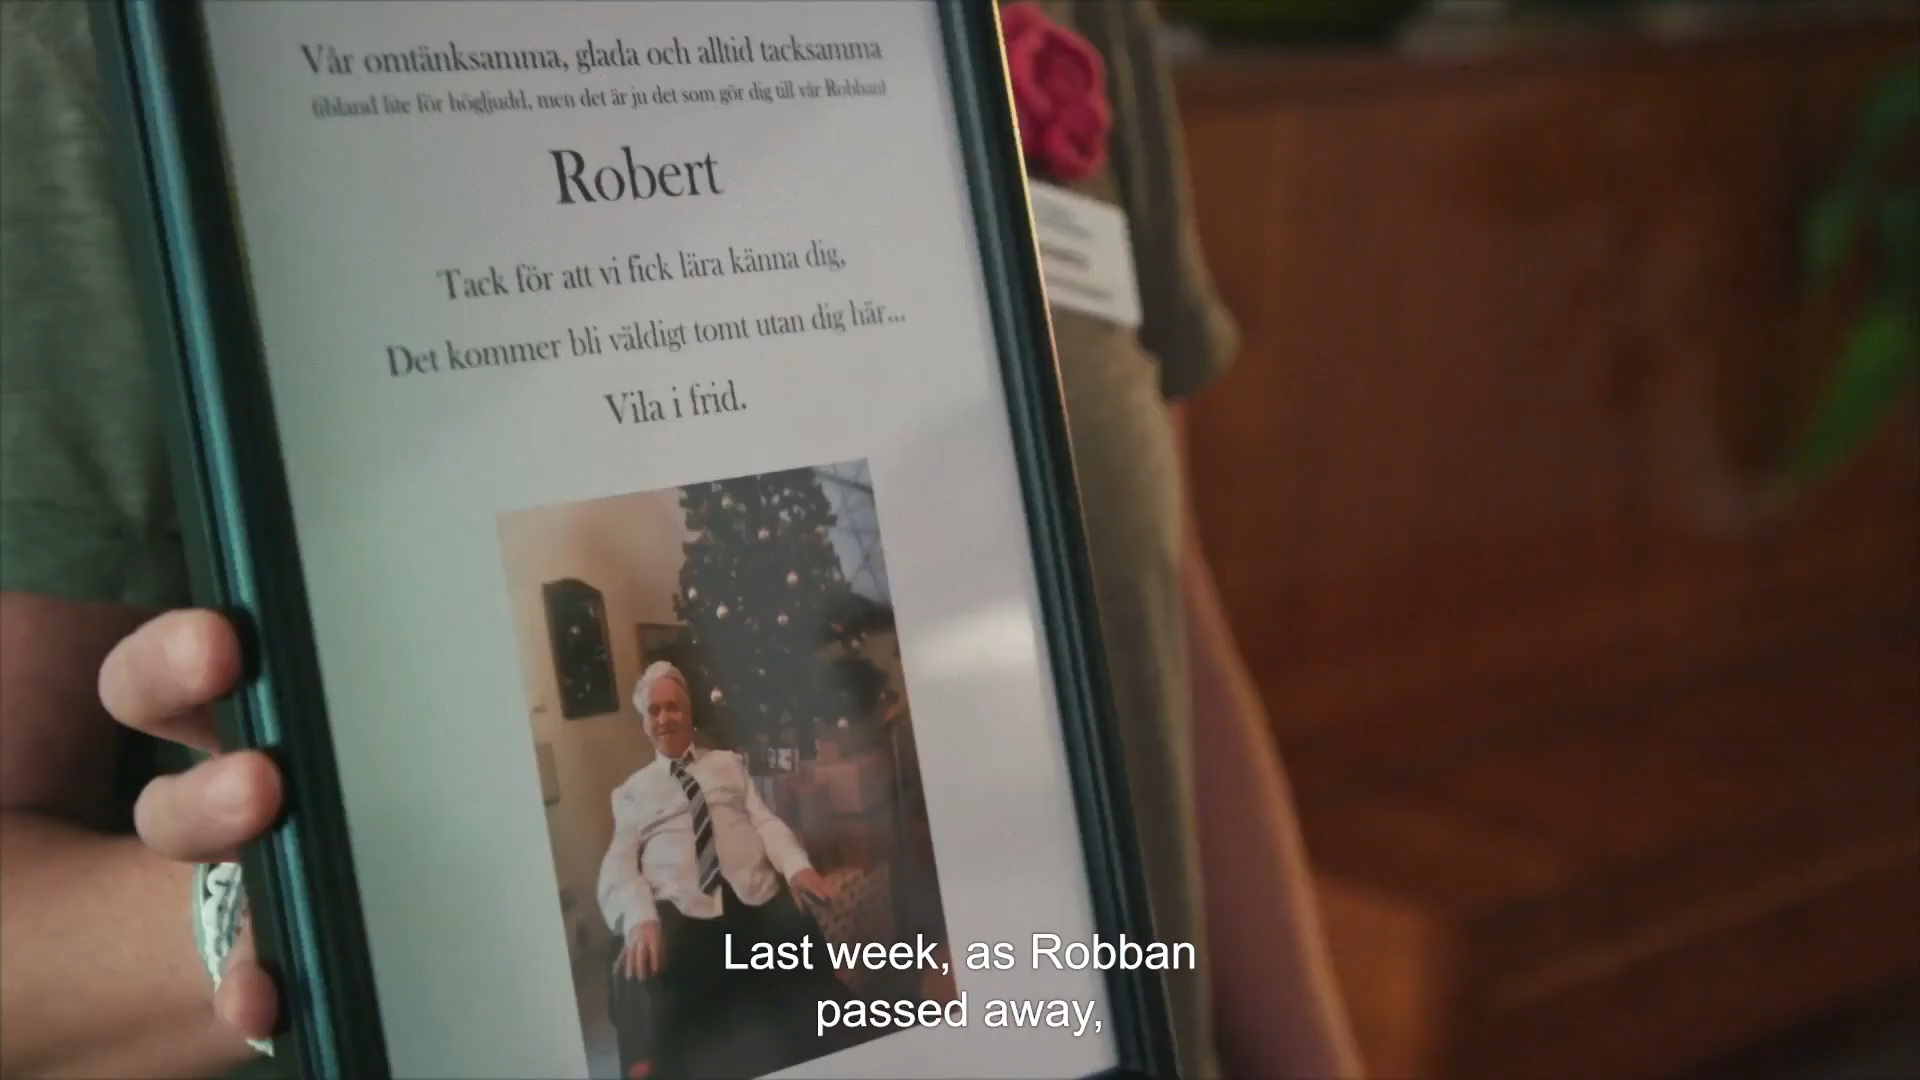 Vår omtänksamma, glada och alltid tacksamma
(ibland lite för högljudd, men det är ju det som gör dig till vår Robban)
Robert
Tack för att vi fick lära känna dig,
Det kommer bli väldigt tomt utan dig här...
Vila i frid.
Last week, as Robban
passed away,